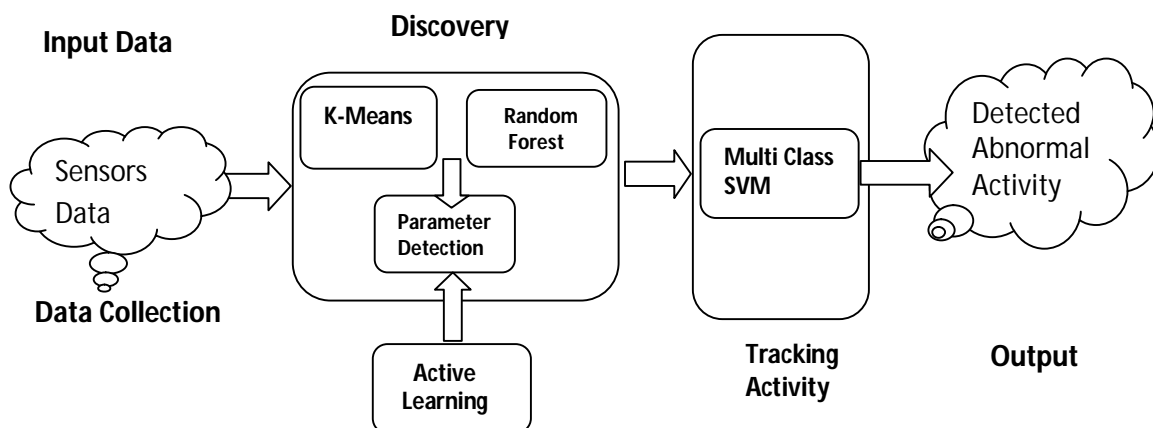 Input Data
Discovery
K-Means
Random
Forest
Sensors
Data
Parameter
Detection
Data Collection
Active
Learning
Multi Class
SVM
Tracking
Activity
Detected
Abnormal
Activity
Output